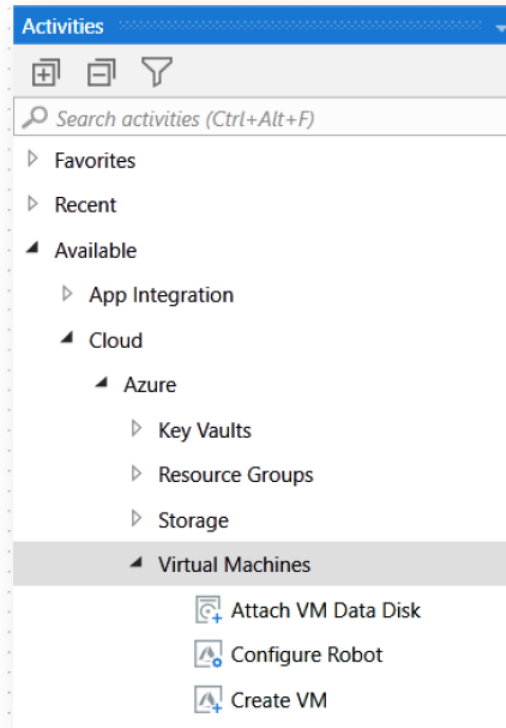 Activities
Search activities (Ctrl+Alt+F)
Favorites
Recent
Available
App Integration
Cloud
Azure
Key Vaults
Resource Groups
Storage
Virtual Machines
Attach VM Data Disk
Configure Robot
Create VM